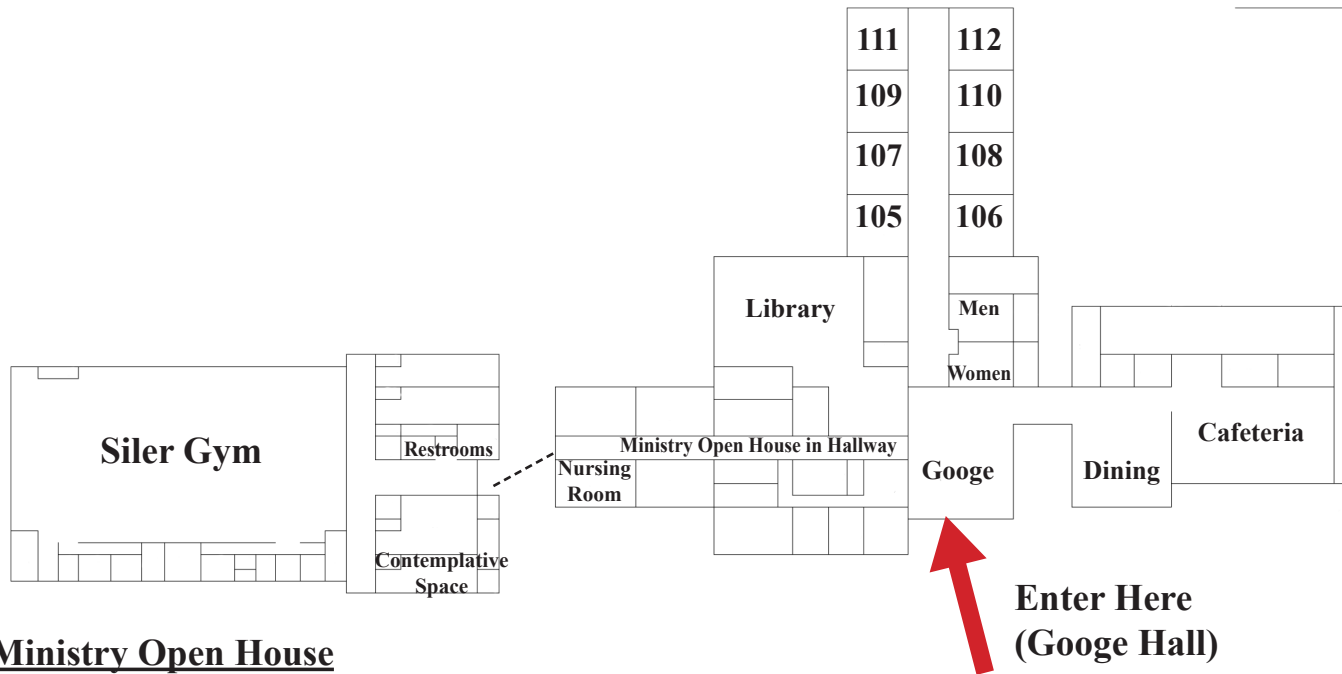 111 112
109 110
107 108
105 106
Library
Men
Women
Siler Gym
Restrooms
Ministry Open House in Hallway
Nursing
Room
Googe
Dining
Cafeteria
Contemplative
Space
Enter Here
(Googe Hall)
Ministry Open House